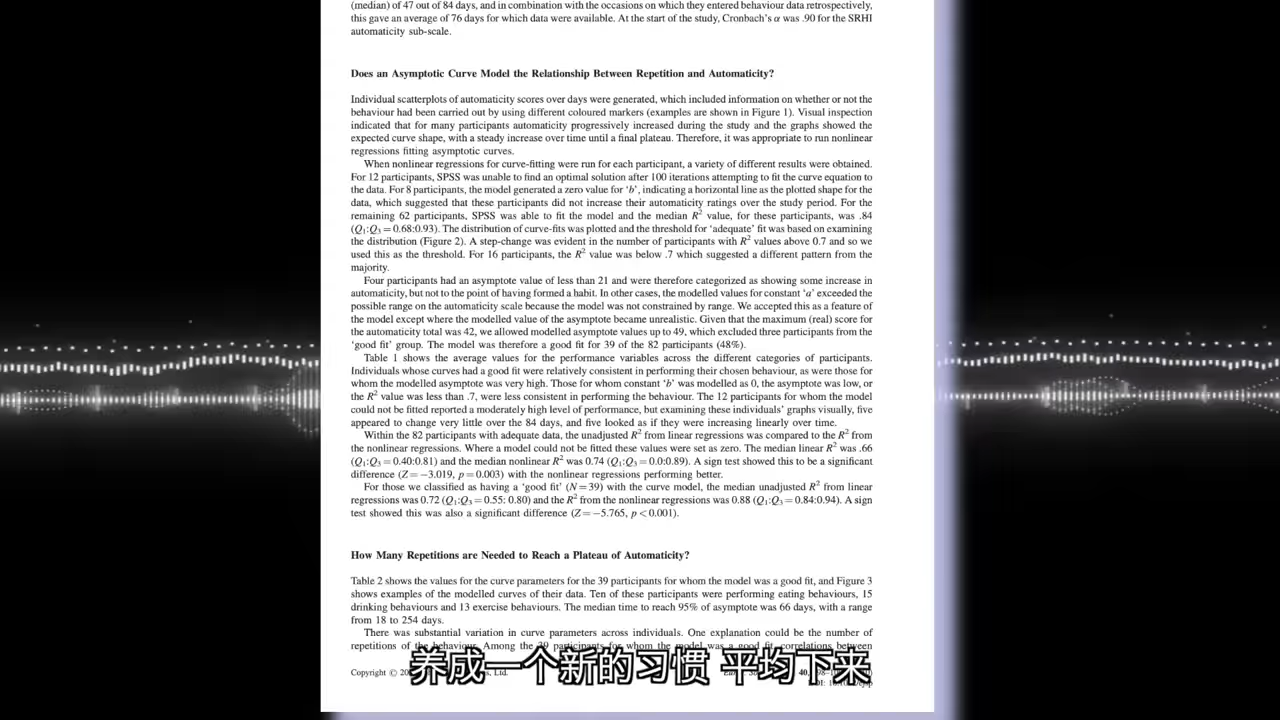 (median) of 47 out of 84 days, and in combination with the occasions on which they entered behaviour data retrospectively,
this gave an average of 76 days for which data were available. At the start of the study, Cronbach's α was .90 for the SRHI
automaticity sub-scale.
Does an Asymptotic Curve Model the Relationship Between Repetition and Automaticity?
Individual scatterplots of automaticity scores over days were generated, which included information on whether or not the
behaviour had been carried out by using different coloured markers (examples are shown in Figure 1). Visual inspection
indicated that for many participants automaticity progressively increased during the study and the graphs showed the
expected curve shape, with a steady increase over time until a final plateau. Therefore, it was appropriate to run nonlinear
regressions fitting asymptotic curves.
When nonlinear regressions for curve-fitting were run for each participant, a variety of different results were obtained.
For 12 participants, SPSS was unable to find an optimal solution after 100 iterations attempting to fit the curve equation to
the data. For 8 participants, the model generated a zero value for 'b', indicating a horizontal line as the plotted shape for the
data, which suggested that these participants did not increase their automaticity ratings over the study period. For the
remaining 62 participants, SPSS was able to fit the model and the median R² value, for these participants, was .84
(Q₁:Q₃ = 0.68:0.93). The distribution of curve-fits was plotted and the threshold for 'adequate' fit was based on examining
the distribution (Figure 2). A step-change was evident in the number of participants with R² values above 0.7 and so we
used this as the threshold. For 16 participants, the R² value was below .7 which suggested a different pattern from the
majority.
Four participants had an asymptote value of less than 21 and were therefore categorized as showing some increase in
automaticity, but not to the point of having formed a habit. In other cases, the modelled values for constant 'a' exceeded the
possible range on the automaticity scale because the model was not constrained by range. We accepted this as a feature of
the model except where the modelled value of the asymptote became unrealistic. Given that the maximum (real) score for
the automaticity total was 42, we allowed modelled asymptote values up to 49, which excluded three participants from the
'good fit' group. The model was therefore a good fit for 39 of the 82 participants (48%).
Table 1 shows the average values for the performance variables across the different categories of participants.
Individuals whose curves had a good fit were relatively consistent in performing their chosen behaviour, as were those for
whom the modelled asymptote was very high. Those for whom constant 'b' was modelled as 0, the asymptote was low, or
the R² value was less than .7, were less consistent in performing the behaviour. The 12 participants for whom the model
could not be fitted reported a moderately high level of performance, but examining these individuals' graphs visually, five
appeared to change very little over the 84 days, and five looked as if they were increasing linearly over time.
Within the 82 participants with adequate data, the unadjusted R² from linear regressions was compared to the R² from
the nonlinear regressions. Where a model could not be fitted these values were set as zero. The median linear R² was .66
(Q₁:Q₃ = 0.40:0.81) and the median nonlinear R² was 0.74 (Q₁:Q₃ = 0.0:0.89). A sign test showed this to be a significant
difference (Z = −3.019, p = 0.003) with the nonlinear regressions performing better.
For those we classified as having a 'good fit' (N = 39) with the curve model, the median unadjusted R² from linear
regressions was 0.72 (Q₁:Q₃ = 0.55: 0.80) and the R² from the nonlinear regressions was 0.88 (Q₁:Q₃ = 0.84:0.94). A sign
test showed this was also a significant difference (Z = −5.765, p < 0.001).
How Many Repetitions are Needed to Reach a Plateau of Automaticity?
Table 2 shows the values for the curve parameters for the 39 participants for whom the model was a good fit, and Figure 3
shows examples of the modelled curves of their data. Ten of these participants were performing eating behaviours, 15
drinking behaviours and 13 exercise behaviours. The median time to reach 95% of asymptote was 66 days, with a range
from 18 to 254 days.
There was substantial variation in curve parameters across individuals. One explanation could be the number of
repetitions of the behaviour. Among the 39 participants for whom the model was a good fit, correlations between
养成一个新的习惯 平均下来
Copyright © Ltd.